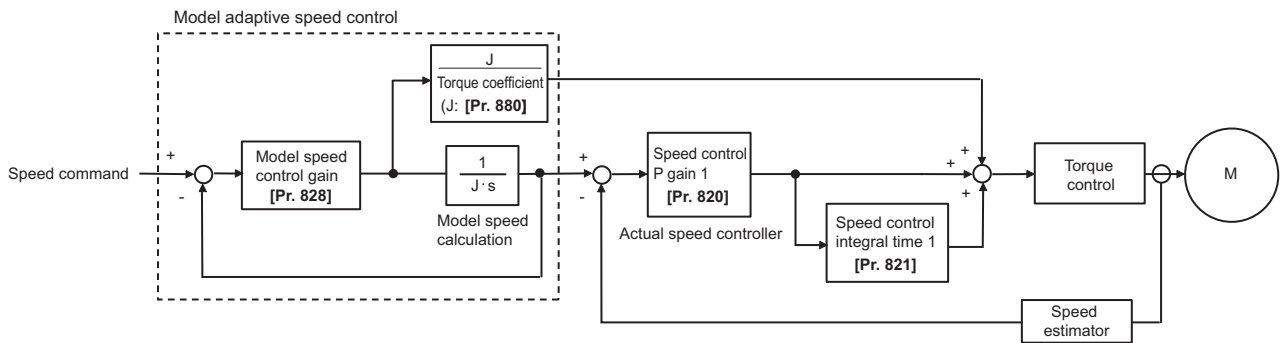 Model adaptive speed control
J
Torque coefficient
(J: [Pr. 880]
Speed command
+
-
Model speed
control gain
[Pr. 828]
1
J·s
Model speed
calculation
+
-
Speed control
P gain 1
[Pr. 820]
Actual speed controller
Speed control
integral time 1
[Pr. 821]
+
+
+
Torque
control
M
Speed
estimator